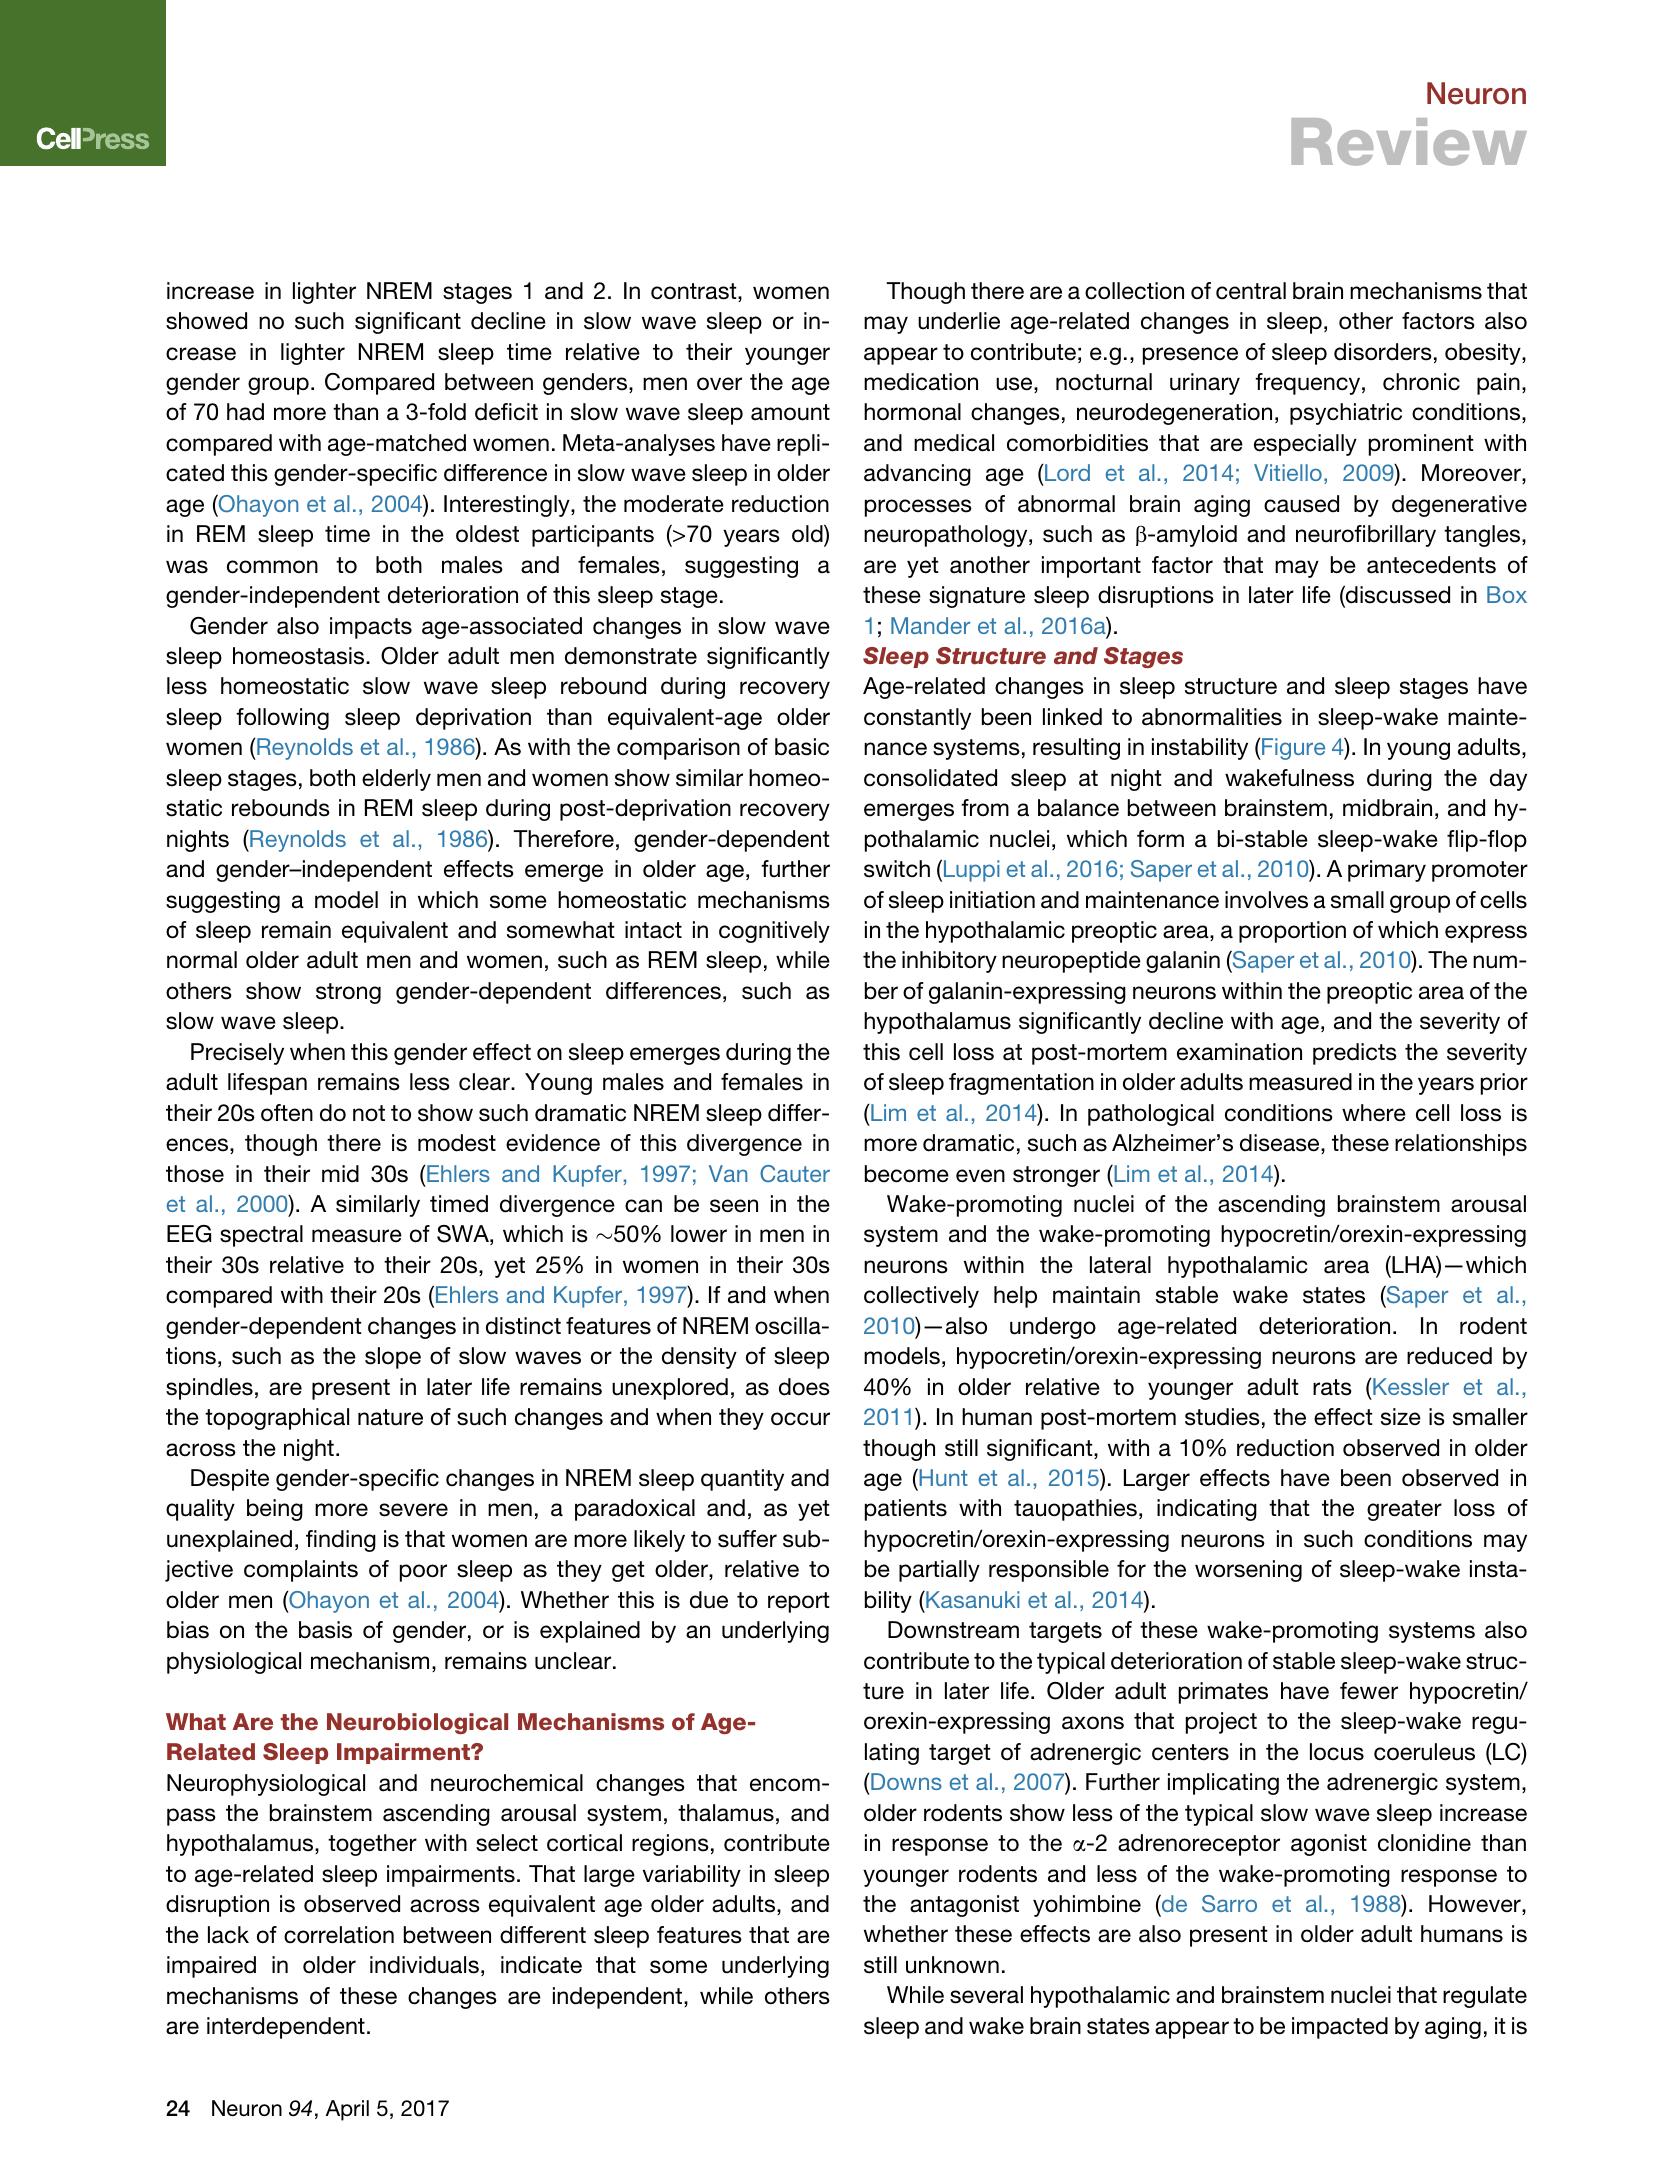 CellPress
Neuron
Review
increase in lighter NREM stages 1 and 2. In contrast, women
showed no such significant decline in slow wave sleep or in-
crease in lighter NREM sleep time relative to their younger
gender group. Compared between genders, men over the age
of 70 had more than a 3-fold deficit in slow wave sleep amount
compared with age-matched women. Meta-analyses have repli-
cated this gender-specific difference in slow wave sleep in older
age (Ohayon et al., 2004). Interestingly, the moderate reduction
in REM sleep time in the oldest participants (>70 years old)
was common to both males and females, suggesting a
gender-independent deterioration of this sleep stage.
Gender also impacts age-associated changes in slow wave
sleep homeostasis. Older adult men demonstrate significantly
less homeostatic slow wave sleep rebound during recovery
sleep following sleep deprivation than equivalent-age older
women (Reynolds et al., 1986). As with the comparison of basic
sleep stages, both elderly men and women show similar homeo-
static rebounds in REM sleep during post-deprivation recovery
nights (Reynolds et al., 1986). Therefore, gender-dependent
and gender–independent effects emerge in older age, further
suggesting a model in which some homeostatic mechanisms
of sleep remain equivalent and somewhat intact in cognitively
normal older adult men and women, such as REM sleep, while
others show strong gender-dependent differences, such as
slow wave sleep.
Precisely when this gender effect on sleep emerges during the
adult lifespan remains less clear. Young males and females in
their 20s often do not to show such dramatic NREM sleep differ-
ences, though there is modest evidence of this divergence in
those in their mid 30s (Ehlers and Kupfer, 1997; Van Cauter
et al., 2000). A similarly timed divergence can be seen in the
EEG spectral measure of SWA, which is ~50% lower in men in
their 30s relative to their 20s, yet 25% in women in their 30s
compared with their 20s (Ehlers and Kupfer, 1997). If and when
gender-dependent changes in distinct features of NREM oscilla-
tions, such as the slope of slow waves or the density of sleep
spindles, are present in later life remains unexplored, as does
the topographical nature of such changes and when they occur
across the night.
Despite gender-specific changes in NREM sleep quantity and
quality being more severe in men, a paradoxical and, as yet
unexplained, finding is that women are more likely to suffer sub-
jective complaints of poor sleep as they get older, relative to
older men (Ohayon et al., 2004). Whether this is due to report
bias on the basis of gender, or is explained by an underlying
physiological mechanism, remains unclear.
What Are the Neurobiological Mechanisms of Age-
Related Sleep Impairment?
Neurophysiological and neurochemical changes that encom-
pass the brainstem ascending arousal system, thalamus, and
hypothalamus, together with select cortical regions, contribute
to age-related sleep impairments. That large variability in sleep
disruption is observed across equivalent age older adults, and
the lack of correlation between different sleep features that are
impaired in older individuals, indicate that some underlying
mechanisms of these changes are independent, while others
are interdependent.
Though there are a collection of central brain mechanisms that
may underlie age-related changes in sleep, other factors also
appear to contribute; e.g., presence of sleep disorders, obesity,
medication use, nocturnal urinary frequency, chronic pain,
hormonal changes, neurodegeneration, psychiatric conditions,
and medical comorbidities that are especially prominent with
advancing age (Lord et al., 2014; Vitiello, 2009). Moreover,
processes of abnormal brain aging caused by degenerative
neuropathology, such as β-amyloid and neurofibrillary tangles,
are yet another important factor that may be antecedents of
these signature sleep disruptions in later life (discussed in Box
1; Mander et al., 2016a).
Sleep Structure and Stages
Age-related changes in sleep structure and sleep stages have
constantly been linked to abnormalities in sleep-wake mainte-
nance systems, resulting in instability (Figure 4). In young adults,
consolidated sleep at night and wakefulness during the day
emerges from a balance between brainstem, midbrain, and hy-
pothalamic nuclei, which form a bi-stable sleep-wake flip-flop
switch (Luppi et al., 2016; Saper et al., 2010). A primary promoter
of sleep initiation and maintenance involves a small group of cells
in the hypothalamic preoptic area, a proportion of which express
the inhibitory neuropeptide galanin (Saper et al., 2010). The num-
ber of galanin-expressing neurons within the preoptic area of the
hypothalamus significantly decline with age, and the severity of
this cell loss at post-mortem examination predicts the severity
of sleep fragmentation in older adults measured in the years prior
(Lim et al., 2014). In pathological conditions where cell loss is
more dramatic, such as Alzheimer's disease, these relationships
become even stronger (Lim et al., 2014).
Wake-promoting nuclei of the ascending brainstem arousal
system and the wake-promoting hypocretin/orexin-expressing
neurons within the lateral hypothalamic area (LHA)—which
collectively help maintain stable wake states (Saper et al.,
2010)—also undergo age-related deterioration. In rodent
models, hypocretin/orexin-expressing neurons are reduced by
40% in older relative to younger adult rats (Kessler et al.,
2011). In human post-mortem studies, the effect size is smaller
though still significant, with a 10% reduction observed in older
age (Hunt et al., 2015). Larger effects have been observed in
patients with tauopathies, indicating that the greater loss of
hypocretin/orexin-expressing neurons in such conditions may
be partially responsible for the worsening of sleep-wake insta-
bility (Kasanuki et al., 2014).
Downstream targets of these wake-promoting systems also
contribute to the typical deterioration of stable sleep-wake struc-
ture in later life. Older adult primates have fewer hypocretin/
orexin-expressing axons that project to the sleep-wake regu-
lating target of adrenergic centers in the locus coeruleus (LC)
(Downs et al., 2007). Further implicating the adrenergic system,
older rodents show less of the typical slow wave sleep increase
in response to the α-2 adrenoreceptor agonist clonidine than
younger rodents and less of the wake-promoting response to
the antagonist yohimbine (de Sarro et al., 1988). However,
whether these effects are also present in older adult humans is
still unknown.
While several hypothalamic and brainstem nuclei that regulate
sleep and wake brain states appear to be impacted by aging, it is
24 Neuron 94, April 5, 2017